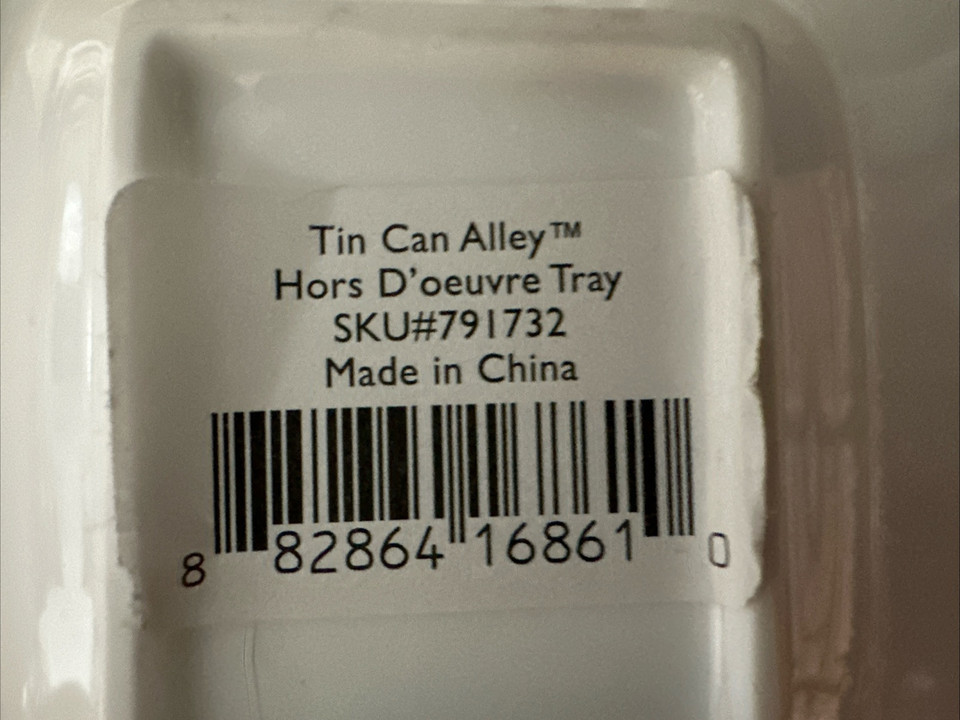 Tin Can Alley™
Hors D'oeuvre Tray
SKU#791732
Made in China
8 82864 16861 0